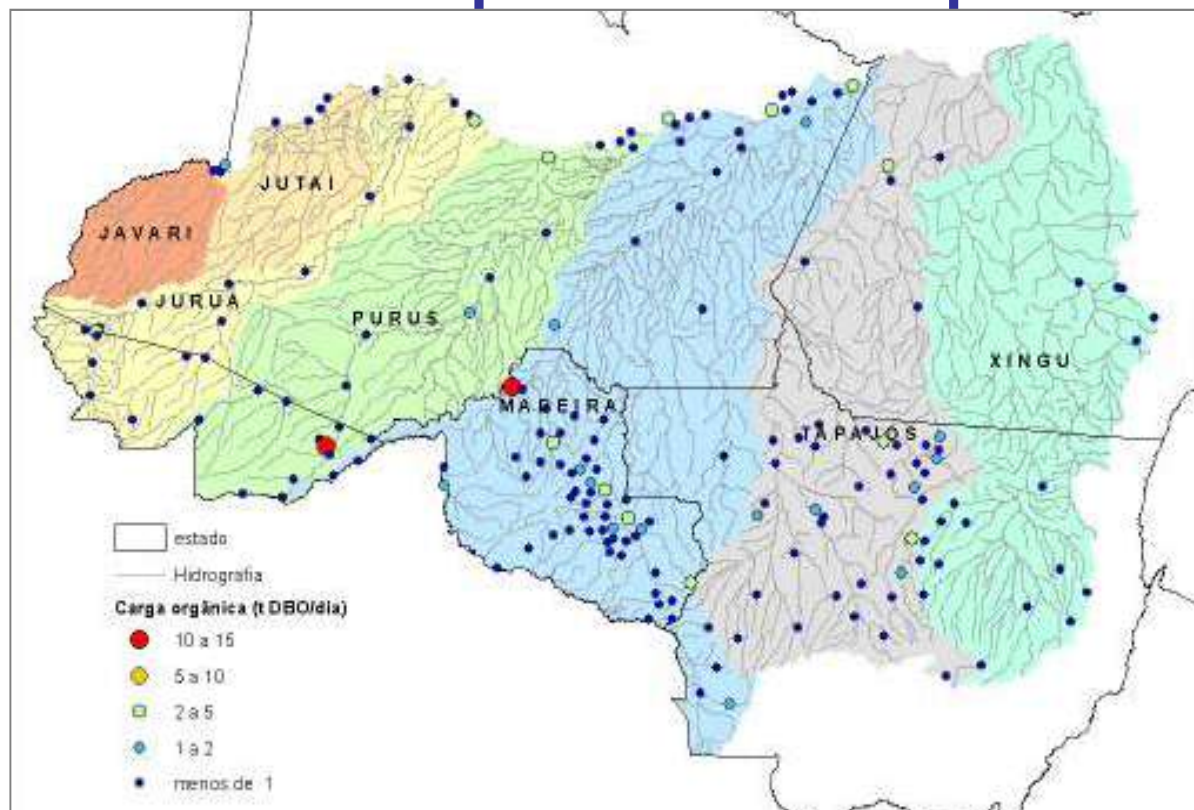 JUTAI
JAVARI
JURUA
PURUS
XINGU
MADEIRA
TAPAJOS
estado
Hidrografia
Carga orgânica (t DBO/dia)
10 a 15
5 a 10
2 a 5
1 a 2
menos de 1